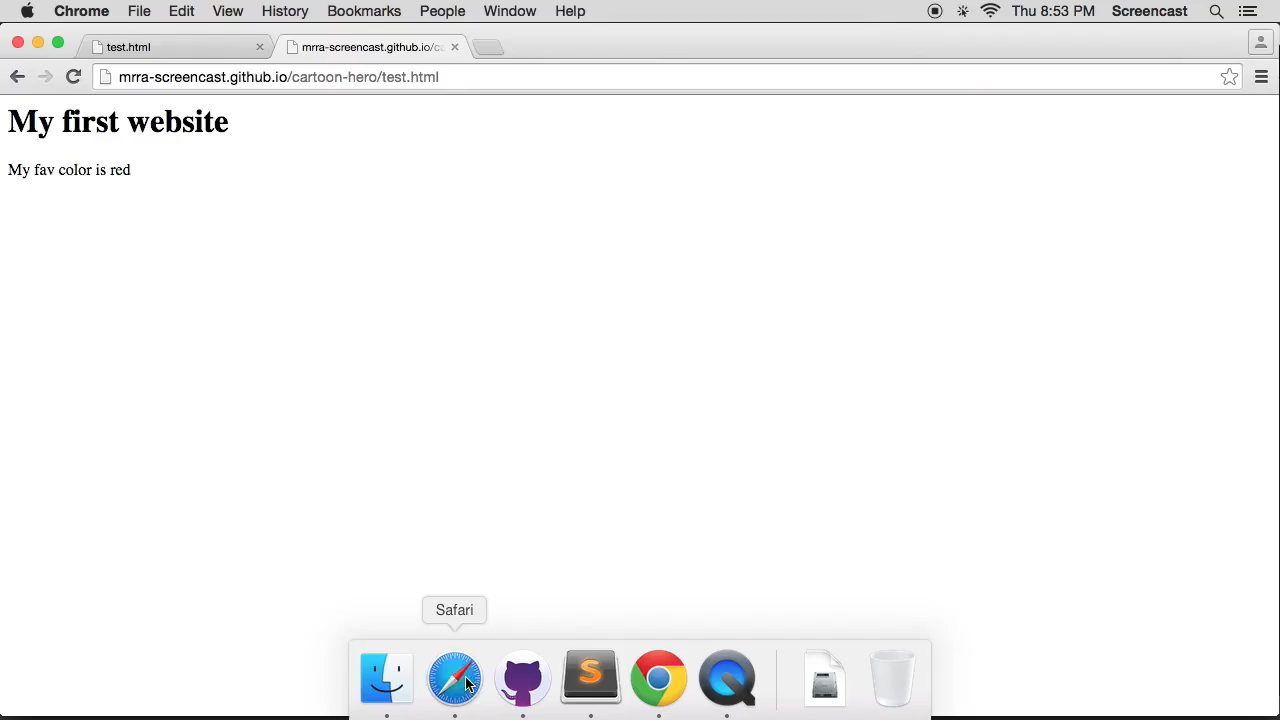 Chrome File Edit View History Bookmarks People Window Help Thu 8:53 PM Screencast
test.html mrra-screencast.github.io/c
mrra-screencast.github.io/cartoon-hero/test.html
My first website
My fav color is red
Safari